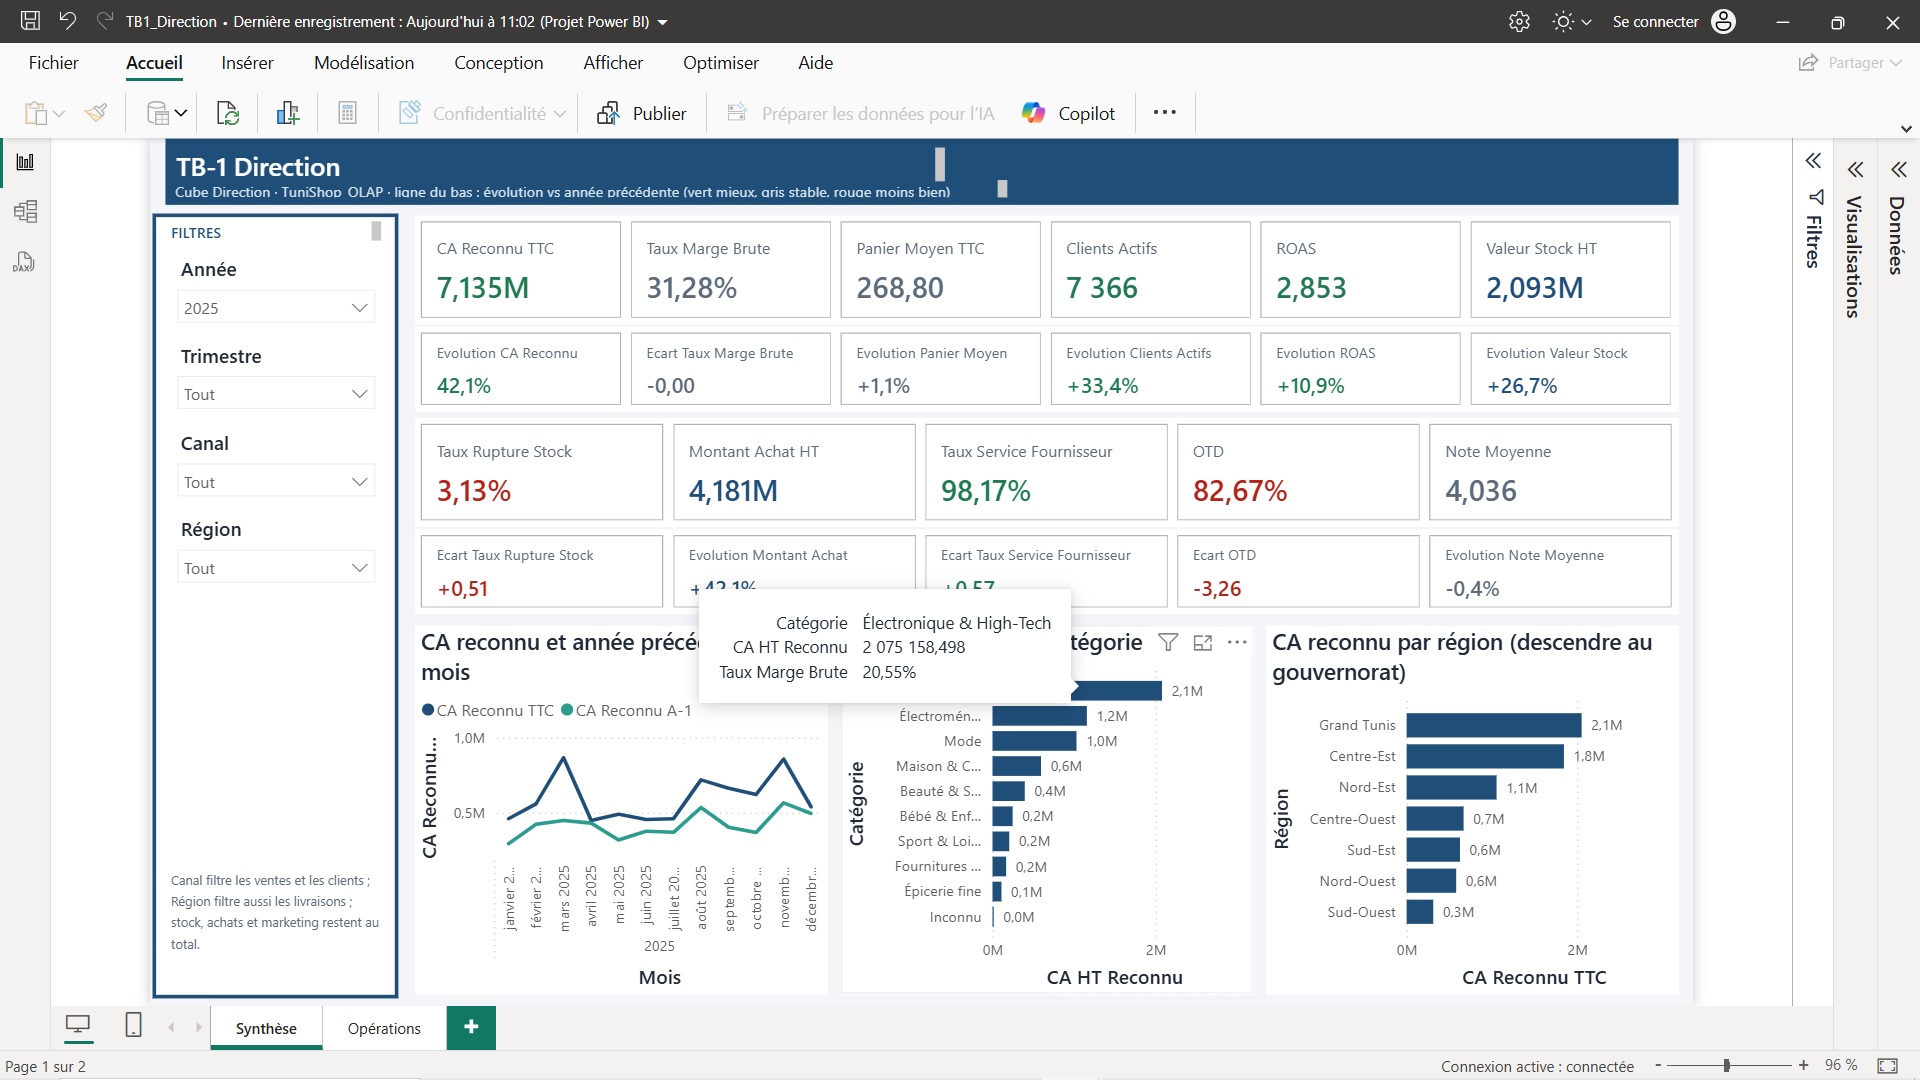 TB1_Direction • Dernière enregistrement : Aujourd'hui à 11:02 (Projet Power BI)
Se connecter
Fichier
Accueil
Insérer
Modélisation
Conception
Afficher
Optimiser
Aide
Partager
Confidentialité
Publier
Préparer les données pour l'IA
Copilot
TB-1 Direction
Cube Direction · TuniShop OLAP · ligne du bas : évolution vs année précédente (vert mieux, gris stable, rouge moins bien)
FILTRES
Année
2025
Trimestre
Tout
Canal
Tout
Région
Tout
Canal filtre les ventes et les clients ;
Région filtre aussi les livraisons ;
stock, achats et marketing restent au
total.
CA Reconnu TTC
7,135M
Taux Marge Brute
31,28%
Panier Moyen TTC
268,80
Clients Actifs
7 366
ROAS
2,853
Valeur Stock HT
2,093M
Evolution CA Reconnu
42,1%
Ecart Taux Marge Brute
-0,00
Evolution Panier Moyen
+1,1%
Evolution Clients Actifs
+33,4%
Evolution ROAS
+10,9%
Evolution Valeur Stock
+26,7%
Taux Rupture Stock
3,13%
Montant Achat HT
4,181M
Taux Service Fournisseur
98,17%
OTD
82,67%
Note Moyenne
4,036
Ecart Taux Rupture Stock
+0,51
Evolution Montant Achat
+42,1%
Ecart Taux Service Fournisseur
+0,57
Ecart OTD
-3,26
Evolution Note Moyenne
-0,4%
Catégorie Électronique & High-Tech
CA HT Reconnu 2 075 158,498
Taux Marge Brute 20,55%
CA reconnu et année précé
mois
CA Reconnu TTC
CA Reconnu A-1
CA Reconnu...
1,0M
0,5M
janvier 2...
février 2...
mars 2025
avril 2025
mai 2025
juin 2025
juillet 20...
août 2025
septemb...
octobre ...
novemb...
décembr...
2025
Mois
tégorie
Catégorie
2,1M
Électromén... 1,2M
Mode 1,0M
Maison & C... 0,6M
Beauté & S... 0,4M
Bébé & Enf... 0,2M
Sport & Loi... 0,2M
Fournitures ... 0,2M
Épicerie fine 0,1M
Inconnu 0,0M
0M 2M
CA HT Reconnu
CA reconnu par région (descendre au
gouvernorat)
Région
Grand Tunis 2,1M
Centre-Est 1,8M
Nord-Est 1,1M
Centre-Ouest 0,7M
Sud-Est 0,6M
Nord-Ouest 0,6M
Sud-Ouest 0,3M
0M 2M
CA Reconnu TTC
Filtres
Visualisations
Données
DAX
Synthèse
Opérations
+
Page 1 sur 2
Connexion active : connectée
- + 96 %